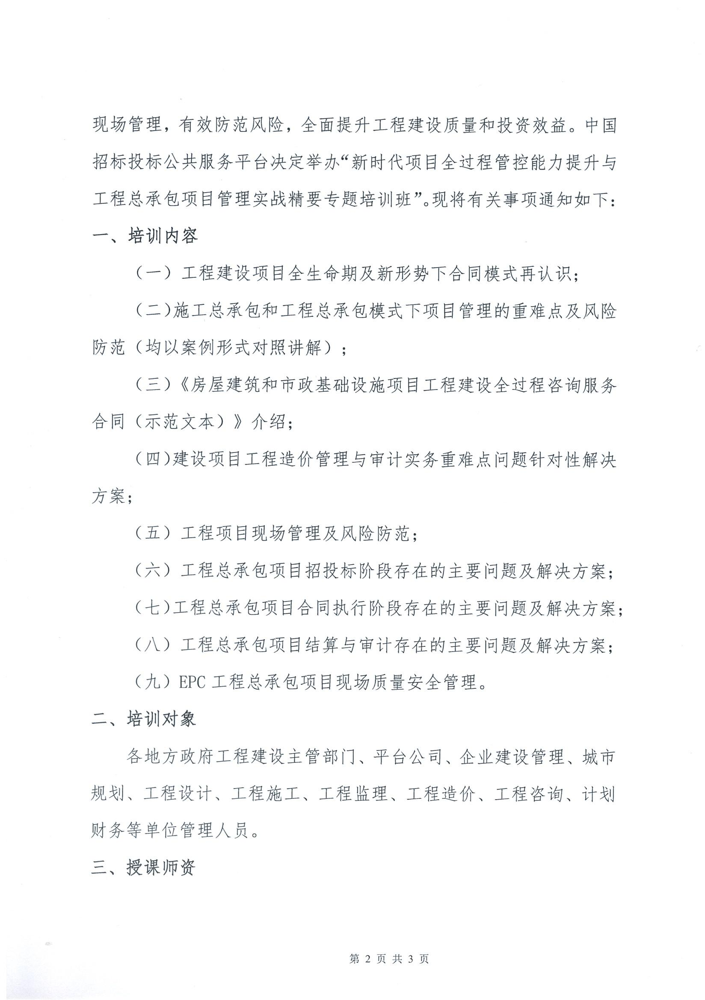 现场管理，有效防范风险，全面提升工程建设质量和投资效益。中国
招标投标公共服务平台决定举办“新时代项目全过程管控能力提升与
工程总承包项目管理实战精要专题培训班”。现将有关事项通知如下：
一、培训内容
（一）工程建设项目全生命期及新形势下合同模式再认识；
（二）施工总承包和工程总承包模式下项目管理的重难点及风险
防范（均以案例形式对照讲解）；
（三）《房屋建筑和市政基础设施项目工程建设全过程咨询服务
合同（示范文本）》介绍；
（四）建设项目工程造价管理与审计实务重难点问题针对性解决
方案；
（五）工程项目现场管理及风险防范；
（六）工程总承包项目招投标阶段存在的主要问题及解决方案；
（七）工程总承包项目合同执行阶段存在的主要问题及解决方案；
（八）工程总承包项目结算与审计存在的主要问题及解决方案；
（九）EPC 工程总承包项目现场质量安全管理。
二、培训对象
各地方政府工程建设主管部门、平台公司、企业建设管理、城市
规划、工程设计、工程施工、工程监理、工程造价、工程咨询、计划
财务等单位管理人员。
三、授课师资
第 2 页 共 3 页